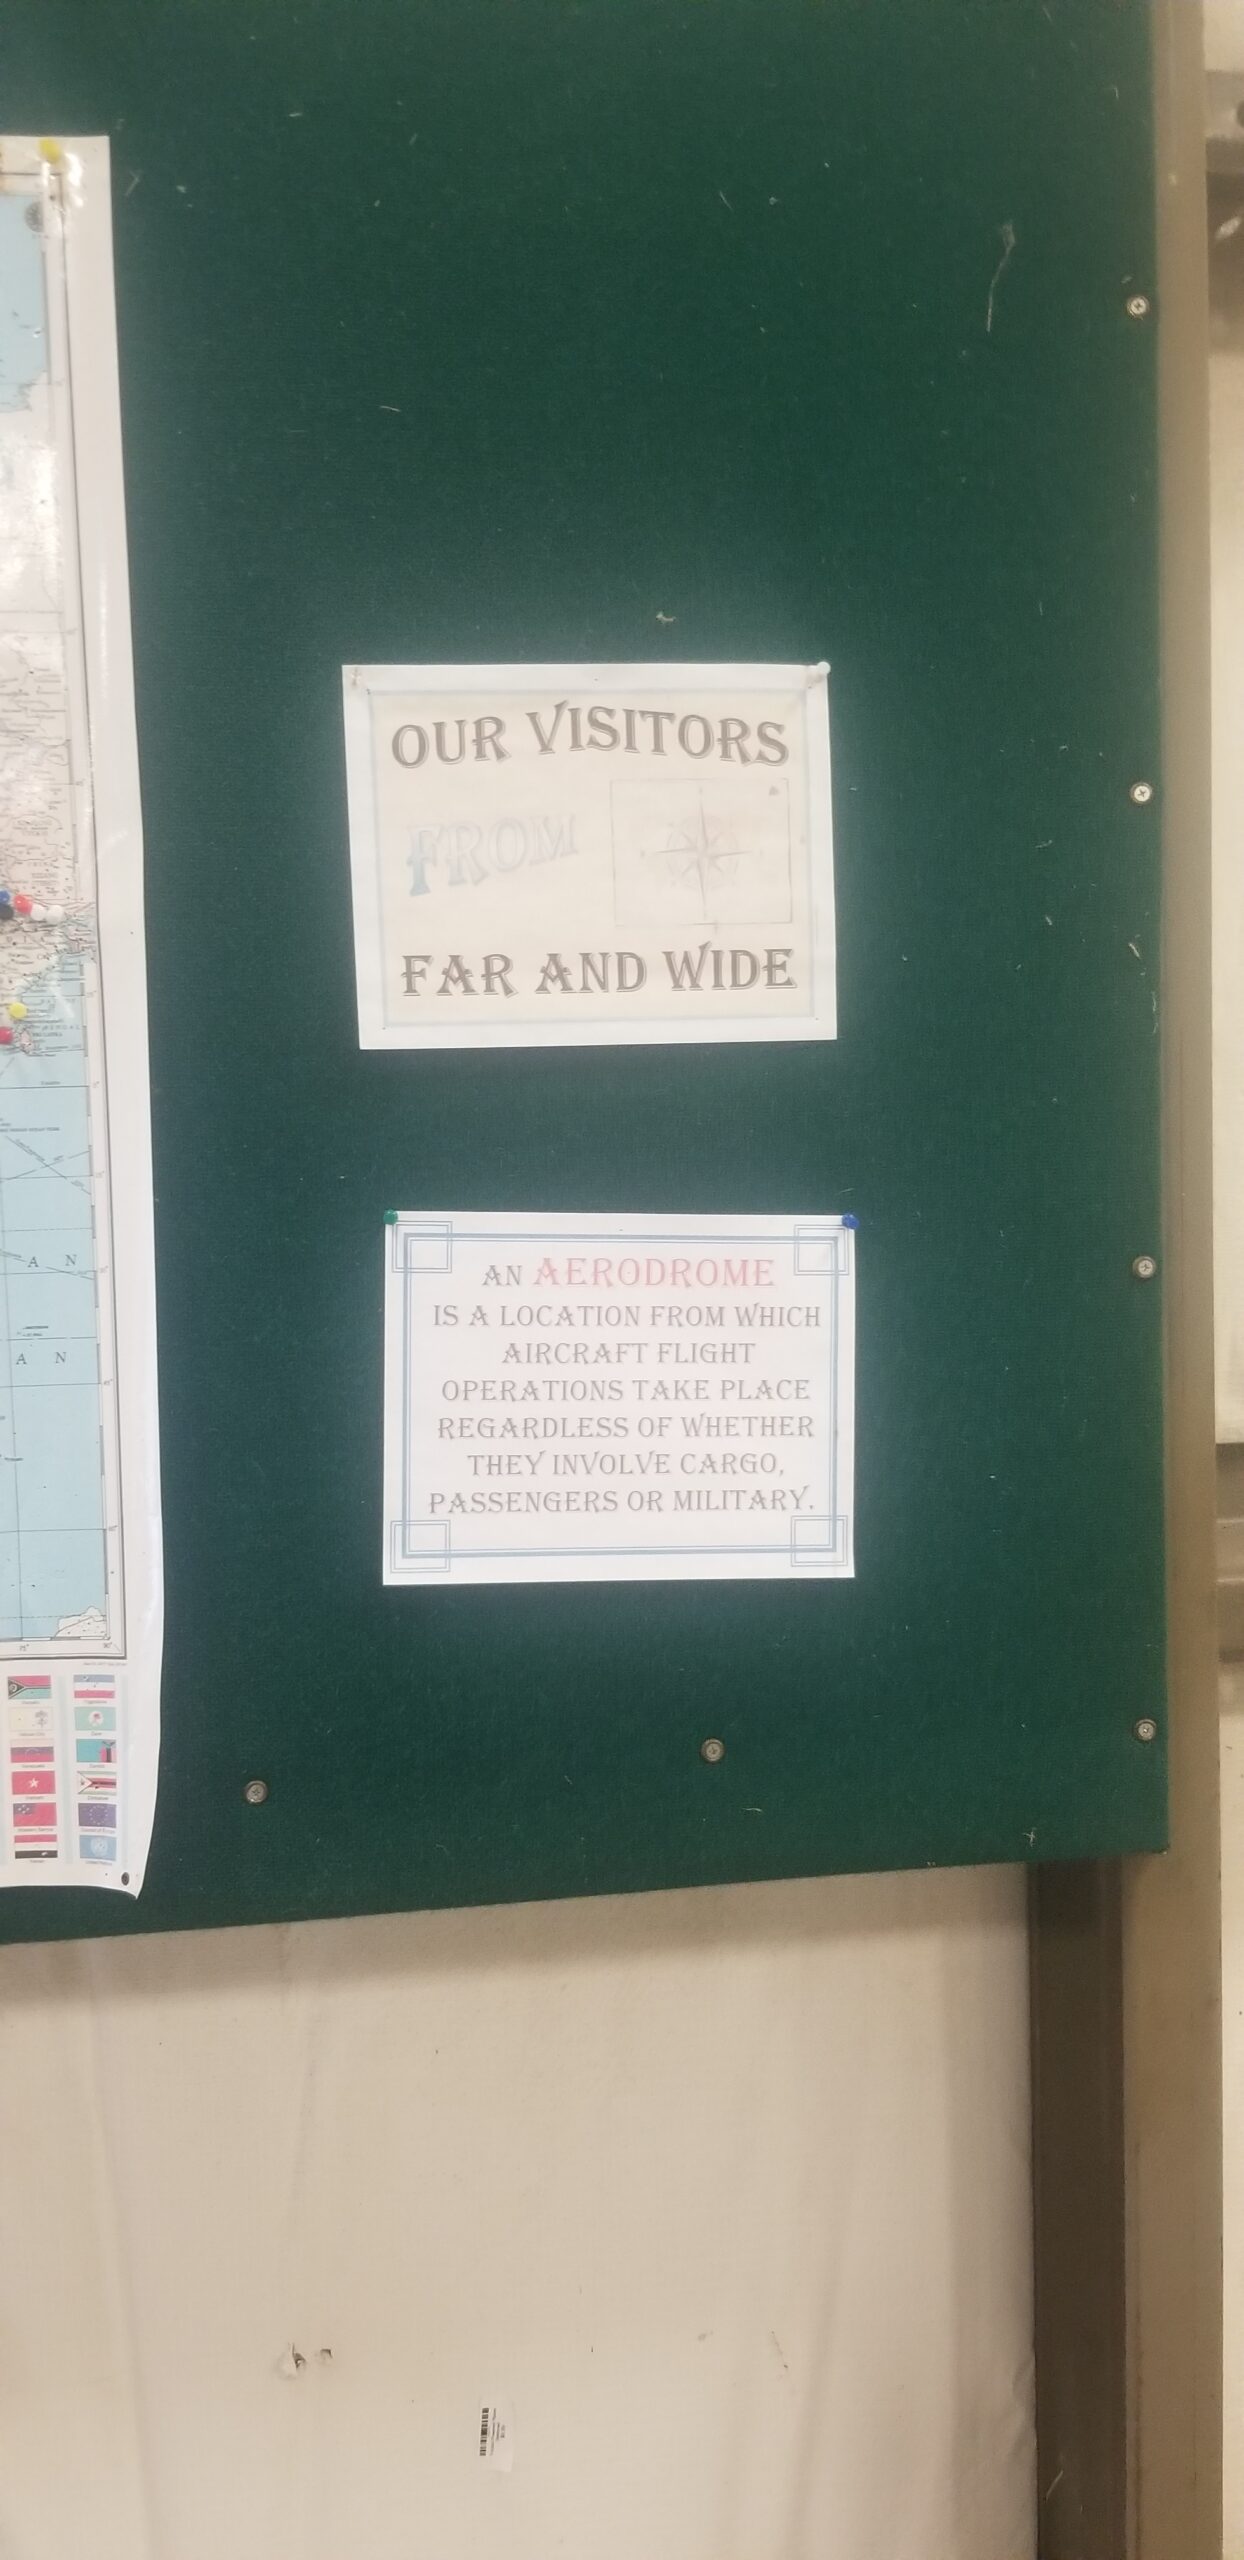 OUR VISITORS
FROM
FAR AND WIDE
AN AERODROME
IS A LOCATION FROM WHICH
AIRCRAFT FLIGHT
OPERATIONS TAKE PLACE
REGARDLESS OF WHETHER
THEY INVOLVE CARGO,
PASSENGERS OR MILITARY.
A N
A N